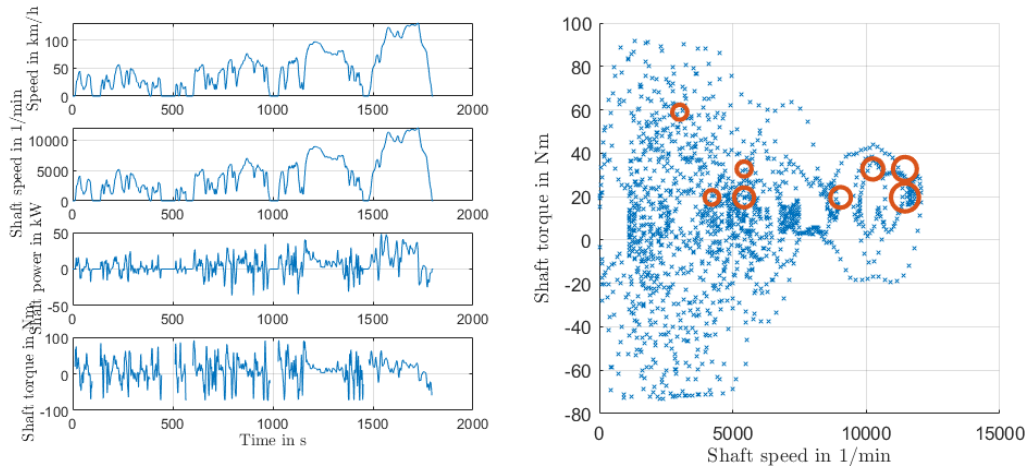 Speed in km/h
100
50
0
0 500 1000 1500 2000
Shaft speed in 1/min
10000
5000
0
0 500 1000 1500 2000
Shaft power in kW
50
0
-50
0 500 1000 1500 2000
Shaft torque in Nm
100
0
-100
0 500 1000 1500 2000
Time in s
Shaft torque in Nm
100
80
60
40
20
0
-20
-40
-60
-80
0 5000 10000 15000
Shaft speed in 1/min